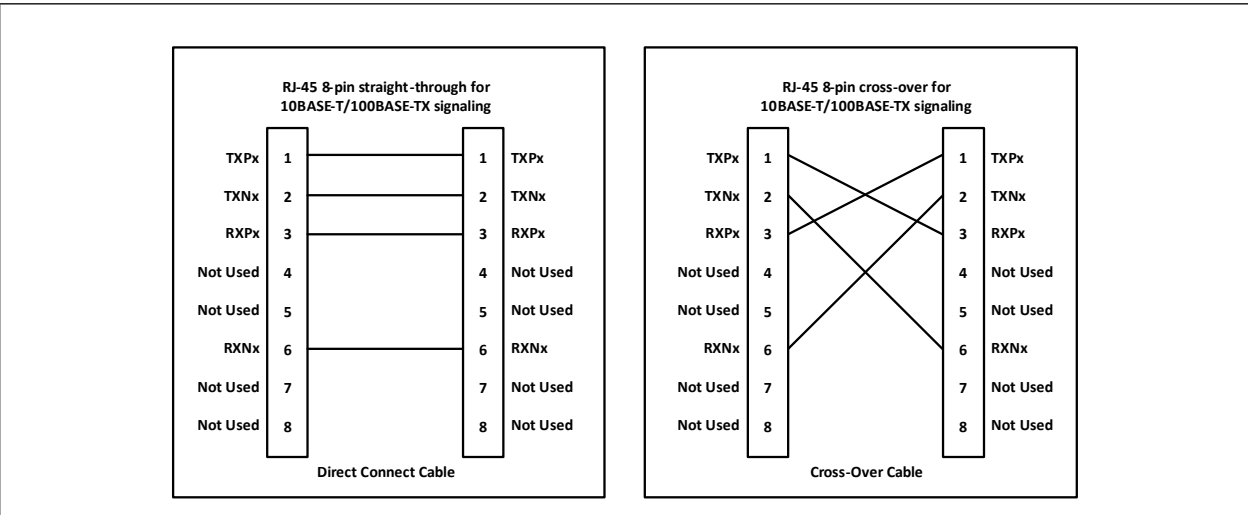 RJ-45 8-pin straight-through for
10BASE-T/100BASE-TX signaling
TXPx 1 1 TXPx
TXNx 2 2 TXNx
RXPx 3 3 RXPx
Not Used 4 4 Not Used
Not Used 5 5 Not Used
RXNx 6 6 RXNx
Not Used 7 7 Not Used
Not Used 8 8 Not Used
Direct Connect Cable
RJ-45 8-pin cross-over for
10BASE-T/100BASE-TX signaling
TXPx 1 1 TXPx
TXNx 2 2 TXNx
RXPx 3 3 RXPx
Not Used 4 4 Not Used
Not Used 5 5 Not Used
RXNx 6 6 RXNx
Not Used 7 7 Not Used
Not Used 8 8 Not Used
Cross-Over Cable